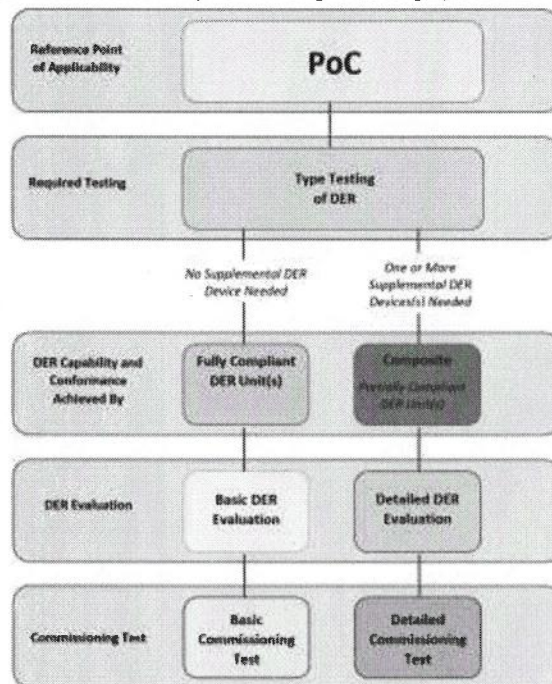 Reference Point
of Applicability
PoC
Required Testing
Type Testing
of DER
No Supplemental DER
Device Needed
One or More
Supplemental DER
Devices(s) Needed
DER Capability and
Conformance
Achieved By
Fully Compliant
DER Unit(s)
Composite
Partially Compliant
DER Unit(s)
DER Evaluation
Basic DER
Evaluation
Detailed DER
Evaluation
Commissioning Test
Basic
Commissioning
Test
Detailed
Commissioning
Test